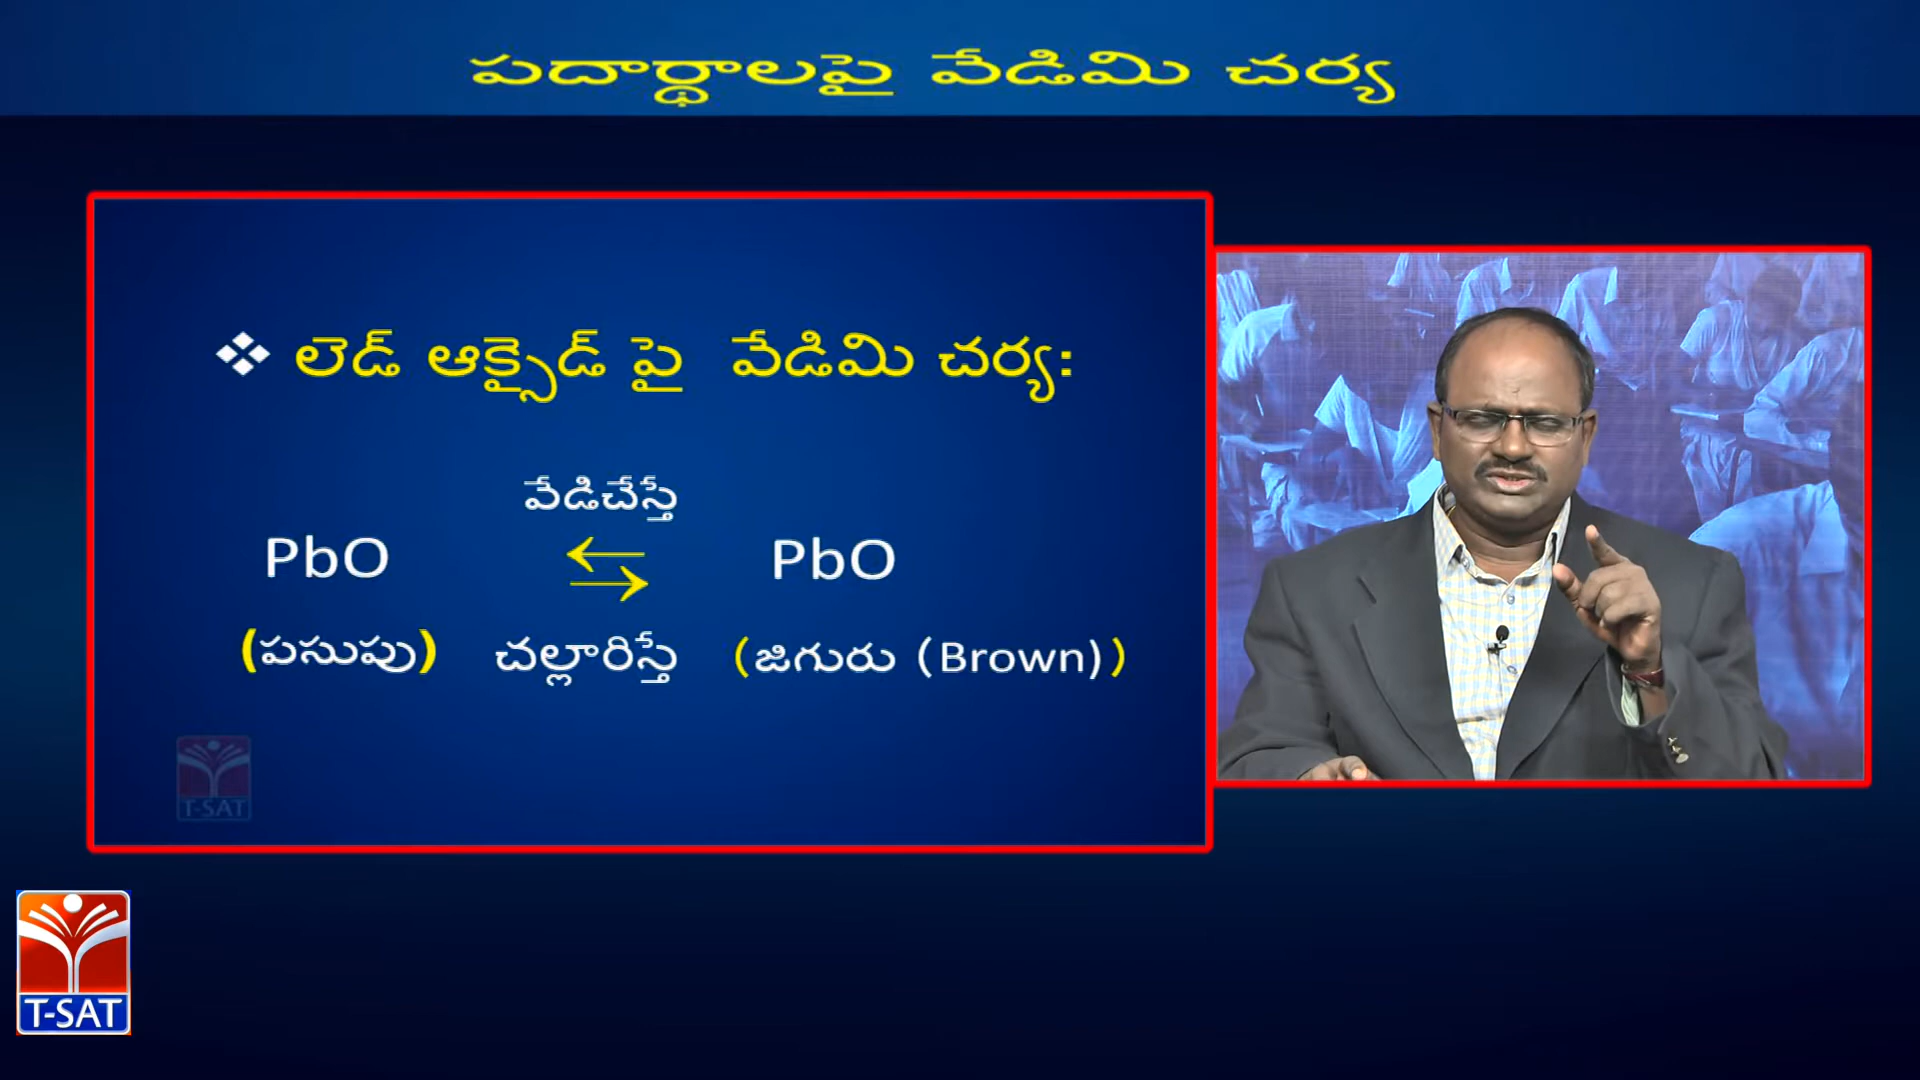 పదార్థాలపై వేడిమి చర్య
❖ లెడ్ ఆక్సైడ్ పై వేడిమి చర్య:
వేడిచేస్తే
PbO ⇆ PbO
(పసుపు) చల్లారిస్తే (జిగురు (Brown))
T-SAT
T-SAT